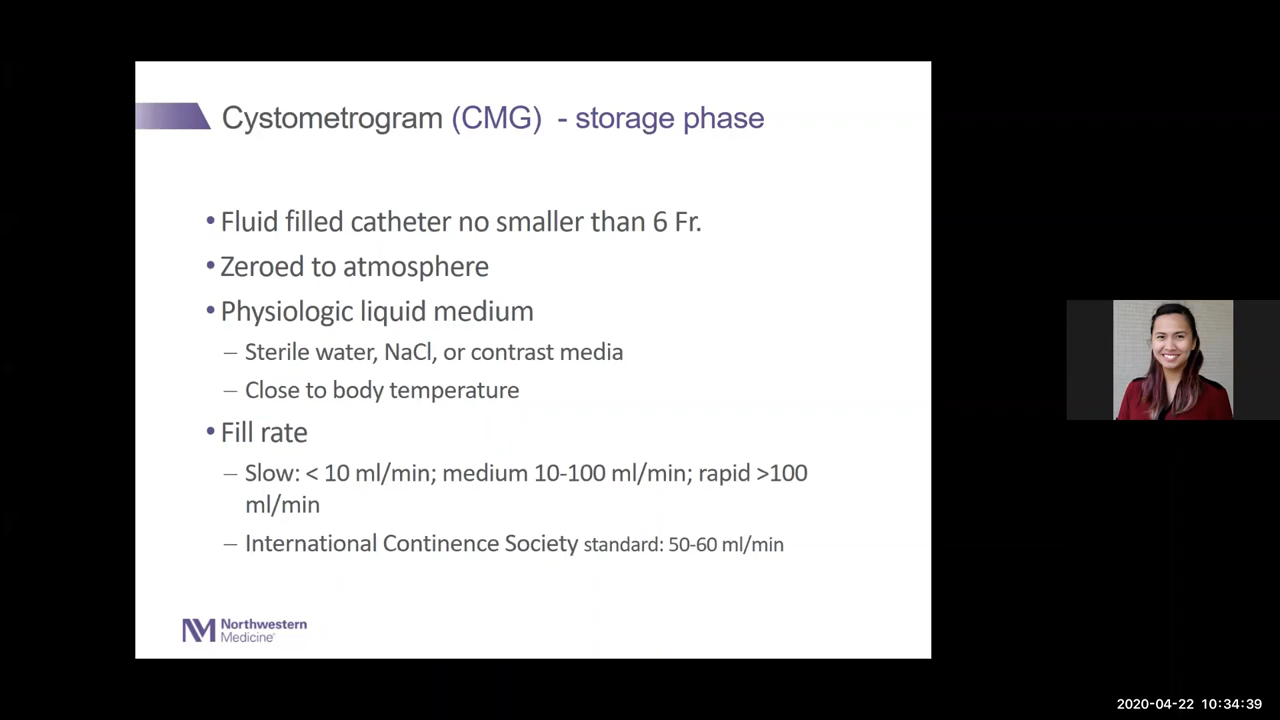 Cystometrogram (CMG) - storage phase
• Fluid filled catheter no smaller than 6 Fr.
• Zeroed to atmosphere
• Physiologic liquid medium
– Sterile water, NaCl, or contrast media
– Close to body temperature
• Fill rate
– Slow: < 10 ml/min; medium 10-100 ml/min; rapid >100
ml/min
– International Continence Society standard: 50-60 ml/min
NM Northwestern
Medicine®
2020-04-22 10:34:39